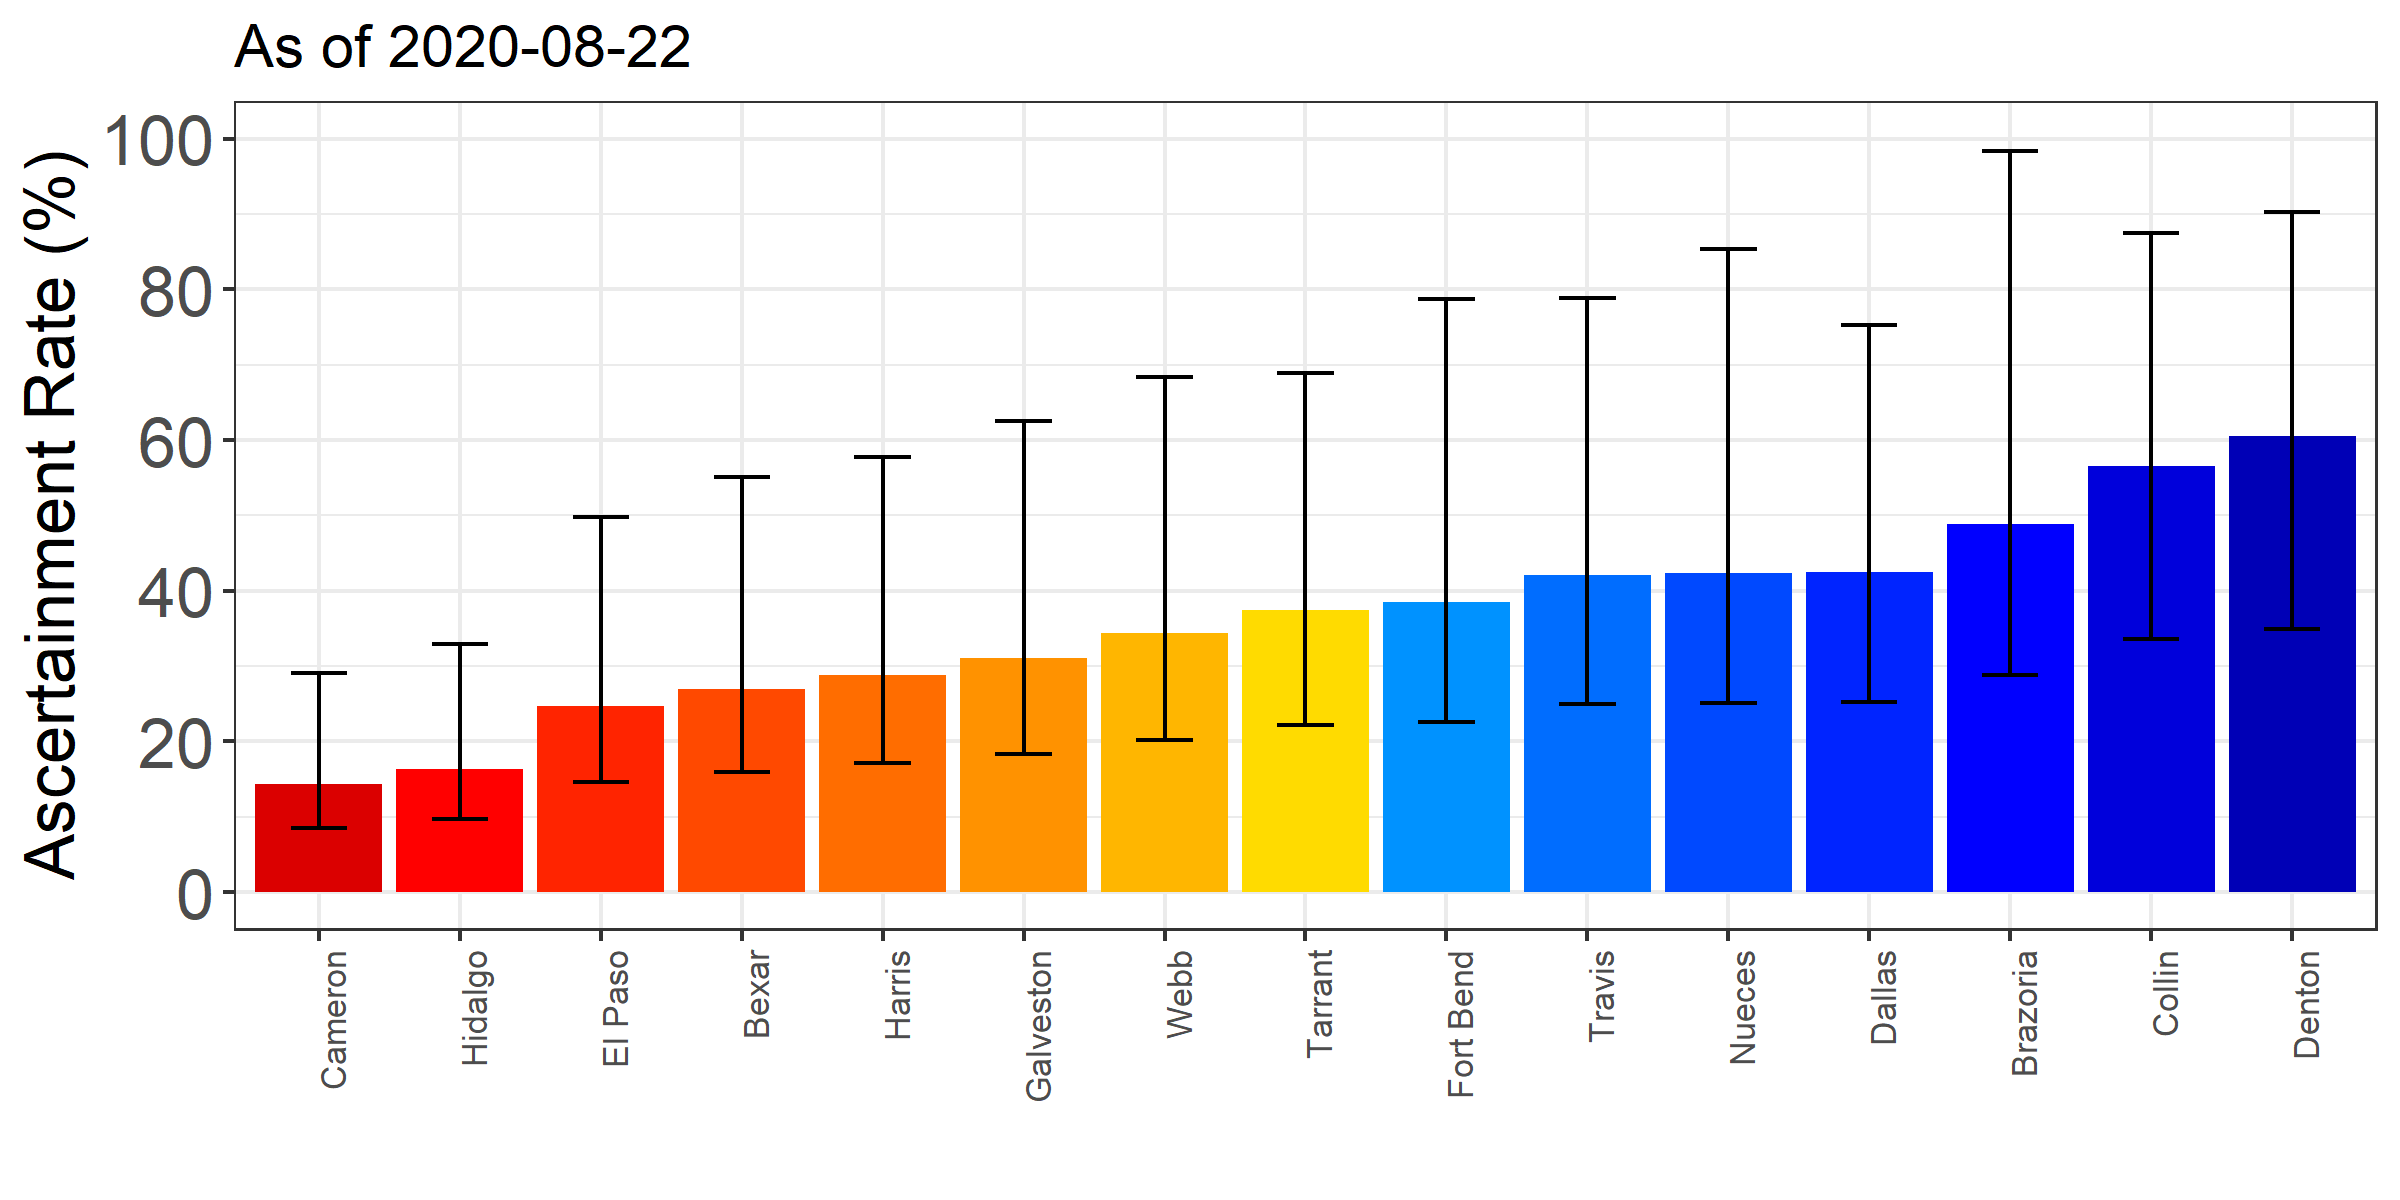 As of 2020-08-22
Ascertainment Rate (%)
100
80
60
40
20
0
Cameron
Hidalgo
El Paso
Bexar
Harris
Galveston
Webb
Tarrant
Fort Bend
Travis
Nueces
Dallas
Brazoria
Collin
Denton